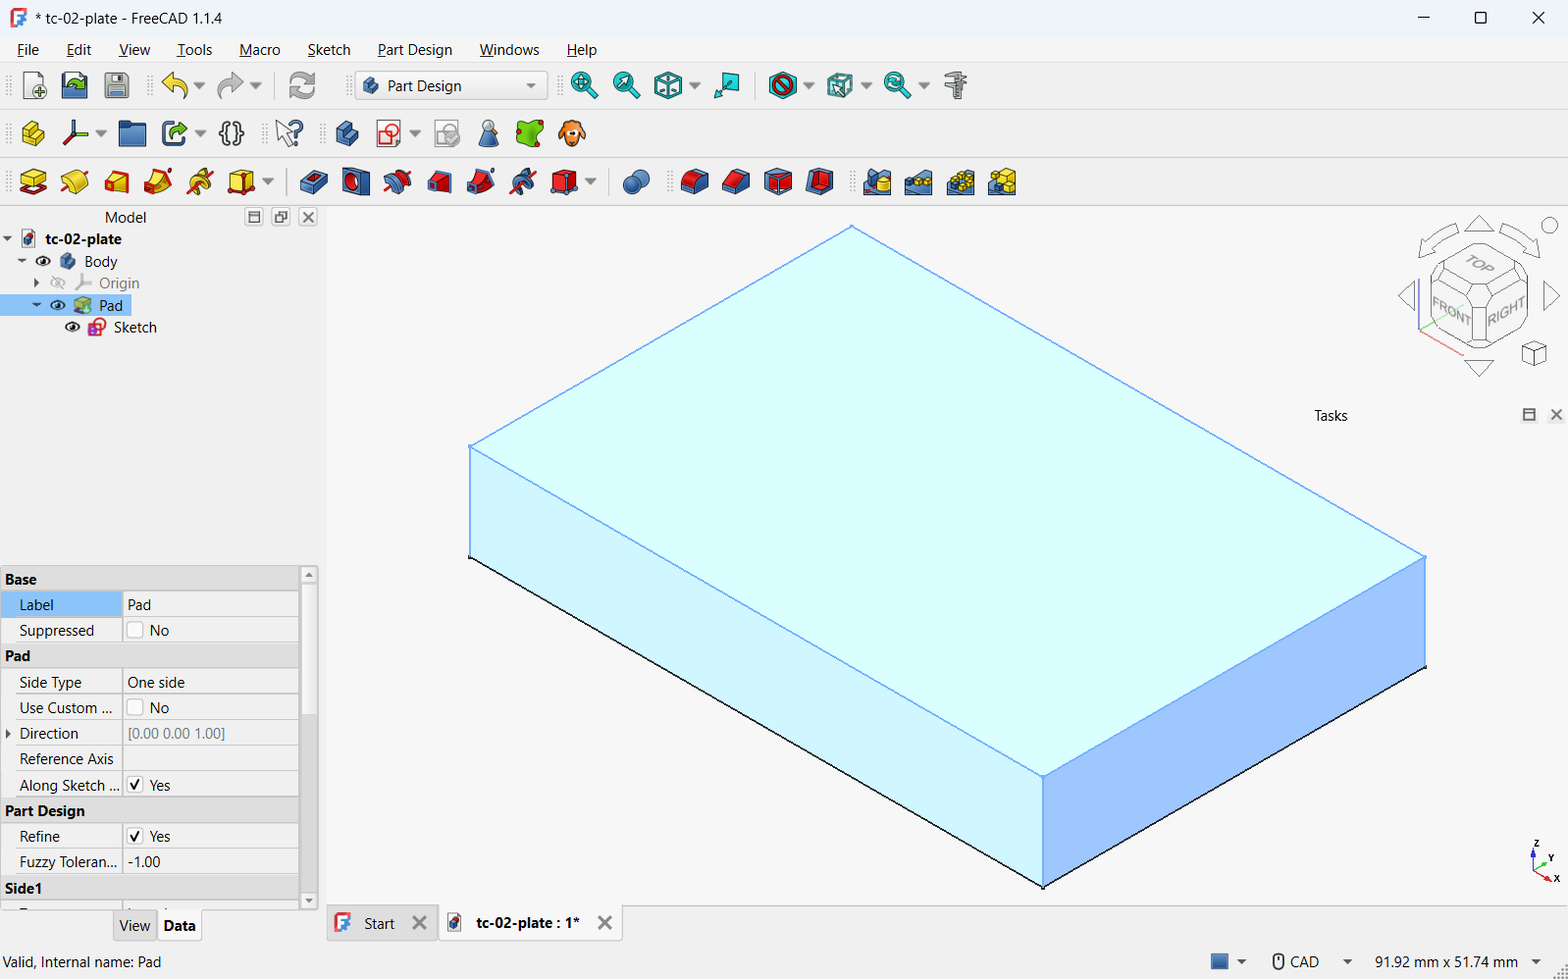 * tc-02-plate - FreeCAD 1.1.4
File Edit View Tools Macro Sketch Part Design Windows Help
Part Design
Model
tc-02-plate
Body
Origin
Pad
Sketch
TOP
FRONT
RIGHT
Tasks
Base
Label Pad
Suppressed No
Pad
Side Type One side
Use Custom ... No
Direction [0.00 0.00 1.00]
Reference Axis
Along Sketch ... Yes
Part Design
Refine Yes
Fuzzy Toleran... -1.00
Side1
View Data
Start
tc-02-plate : 1*
Z
Y
X
Valid, Internal name: Pad
CAD
91.92 mm x 51.74 mm